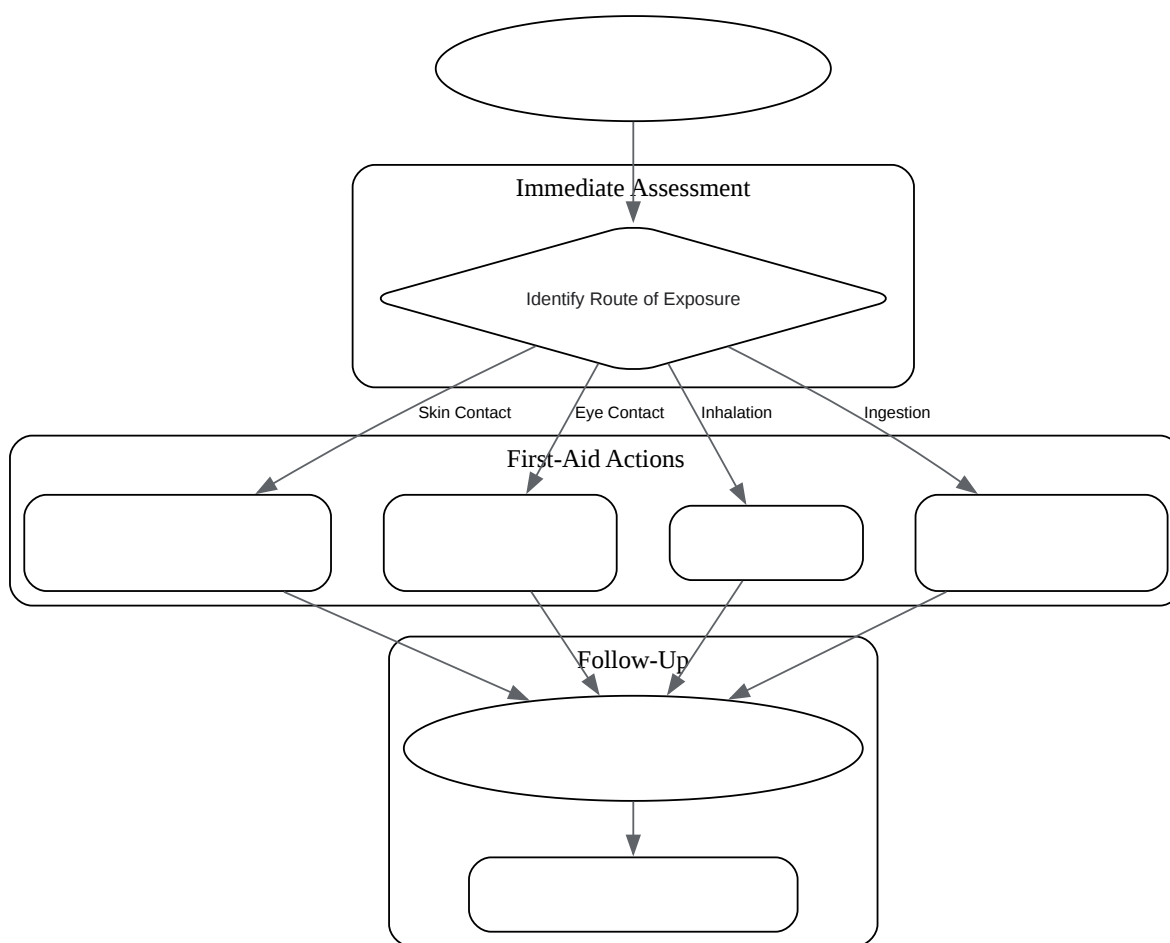 Immediate Assessment
Identify Route of Exposure
Skin Contact
Eye Contact
Inhalation
Ingestion
First-Aid Actions
Follow-Up